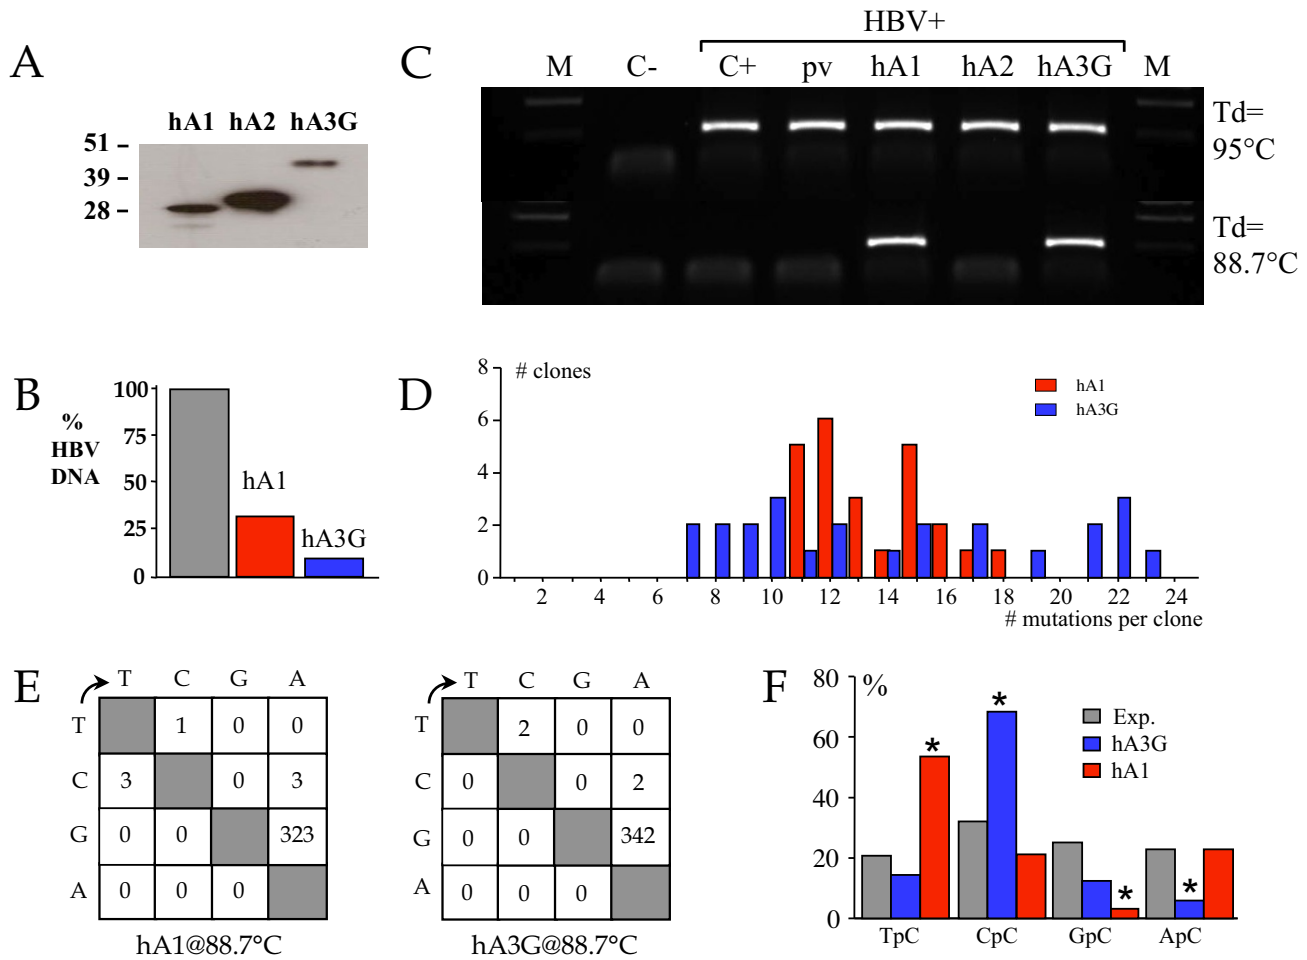 A
hA1 hA2 hA3G
51
39
28
B
%
HBV
DNA
100
75
50
25
0
hA1
hA3G
C
HBV+
M C- C+ pv hA1 hA2 hA3G M
Td=
95°C
Td=
88.7°C
D
# clones
8
6
4
2
0
hA1
hA3G
2 4 6 8 10 12 14 16 18 20 22 24
# mutations per clone
E
T C G A
T 1 0 0
C 3 0 3
G 0 0 323
A 0 0 0
hA1@88.7°C
T C G A
T 2 0 0
C 0 0 2
G 0 0 342
A 0 0 0
hA3G@88.7°C
F
%
80
60
40
20
0
* * * *
Exp.
hA3G
hA1
TpC CpC GpC ApC